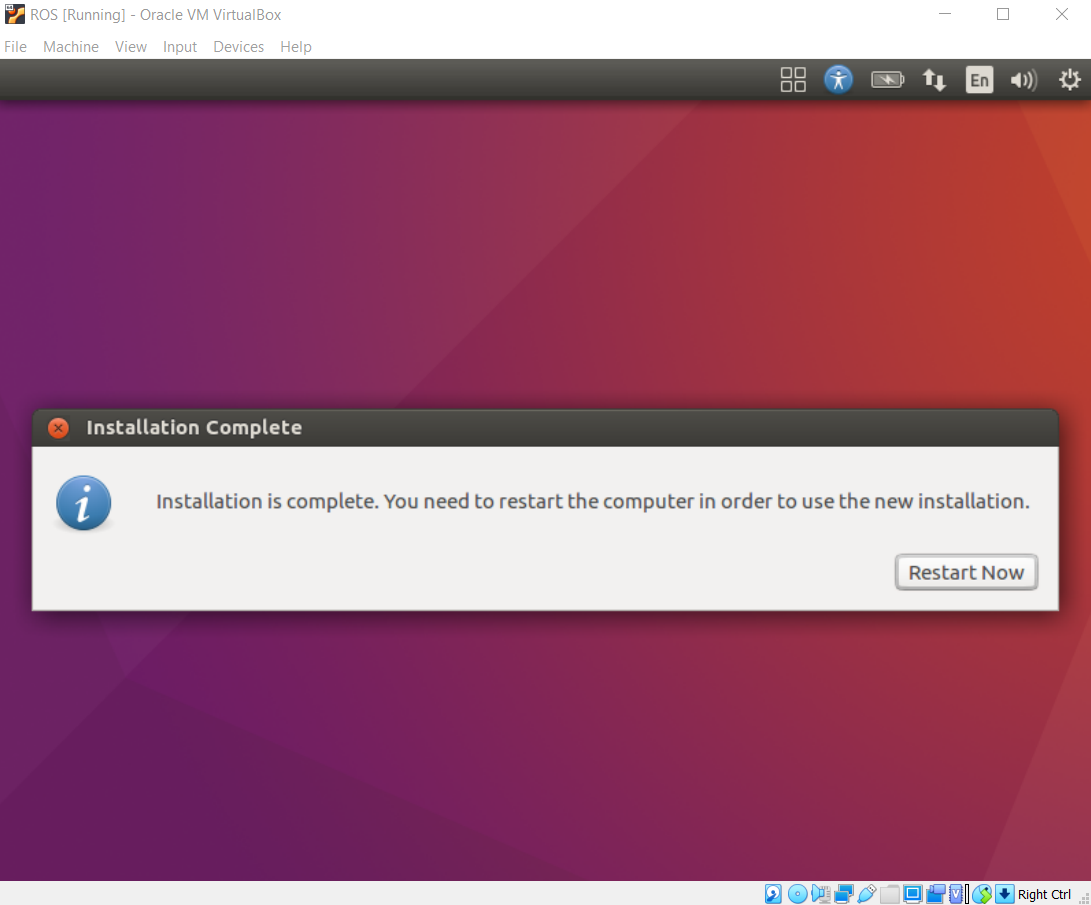 ROS [Running] - Oracle VM VirtualBox
File Machine View Input Devices Help
En
Installation Complete
Installation is complete. You need to restart the computer in order to use the new installation.
Restart Now
Right Ctrl